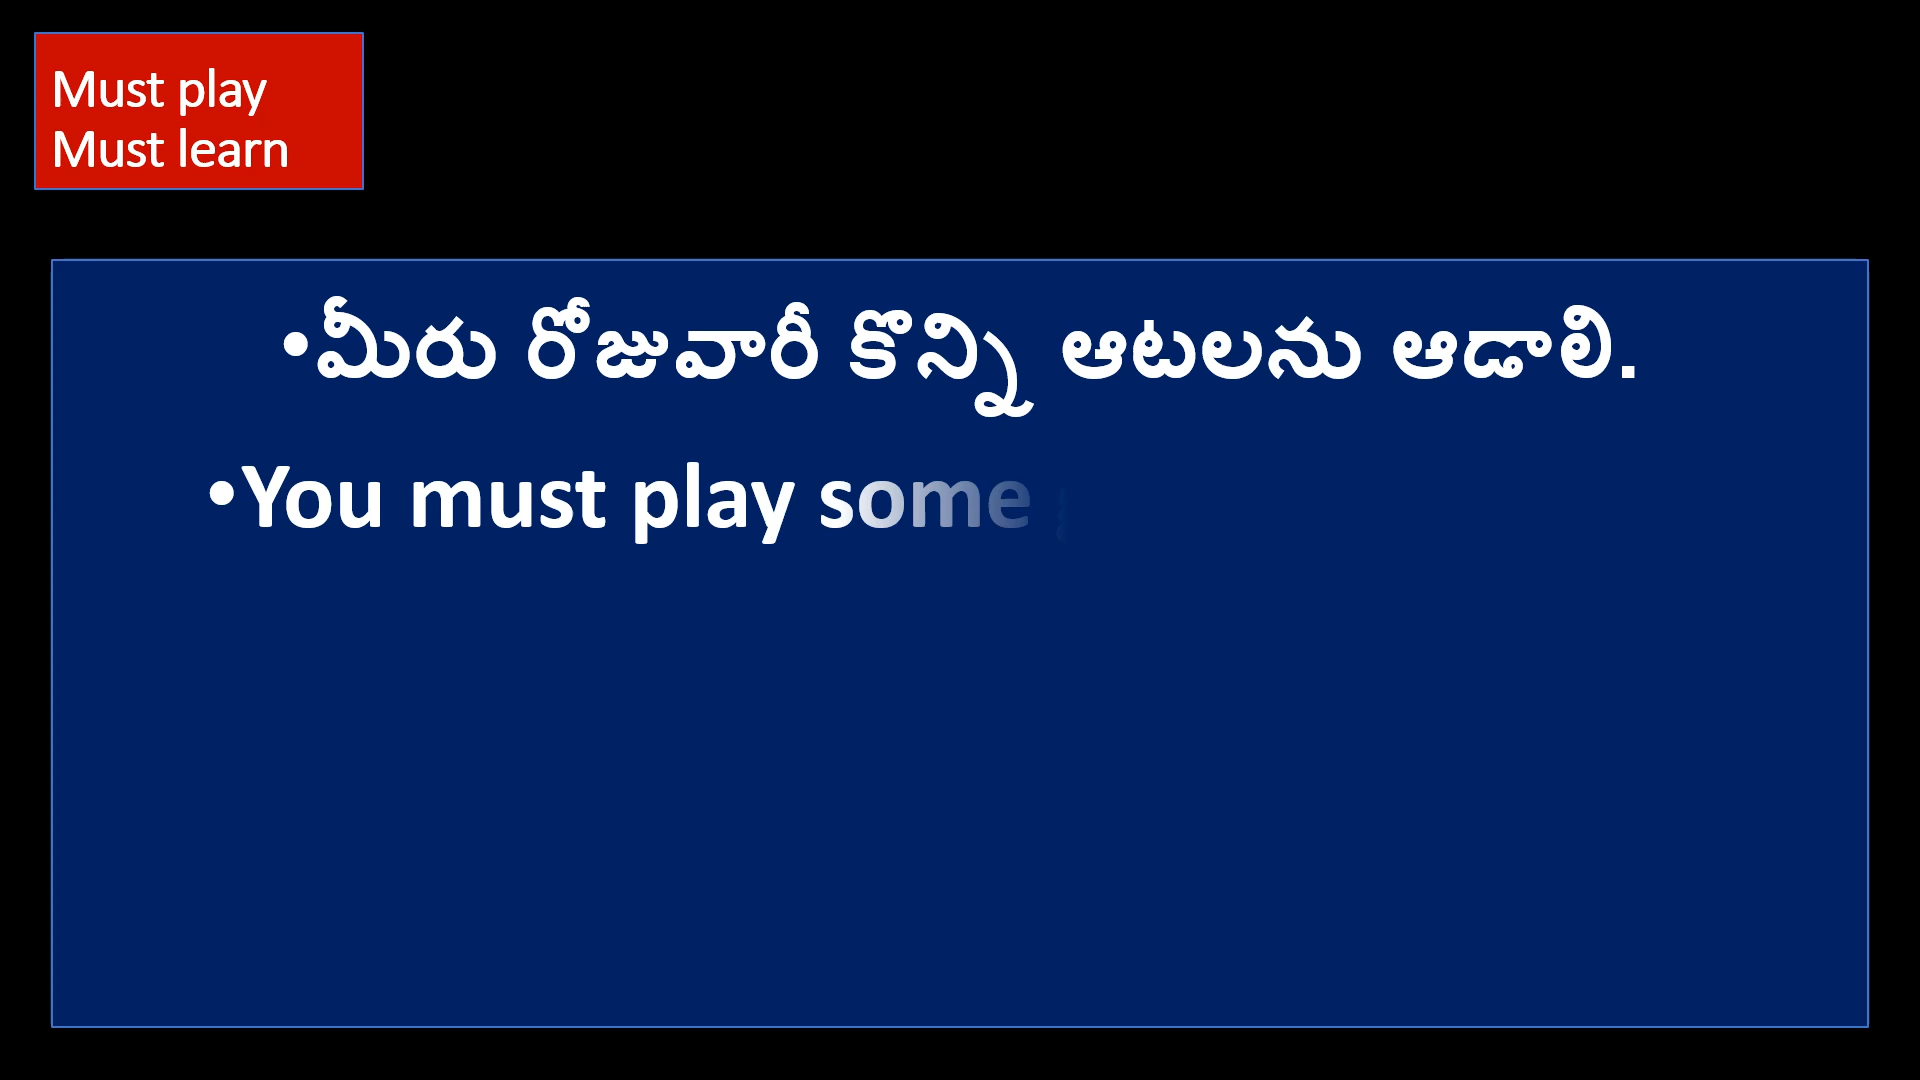 Must play
Must learn
•మీరు రోజువారీ కొన్ని ఆటలను ఆడాలి.
•You must play some